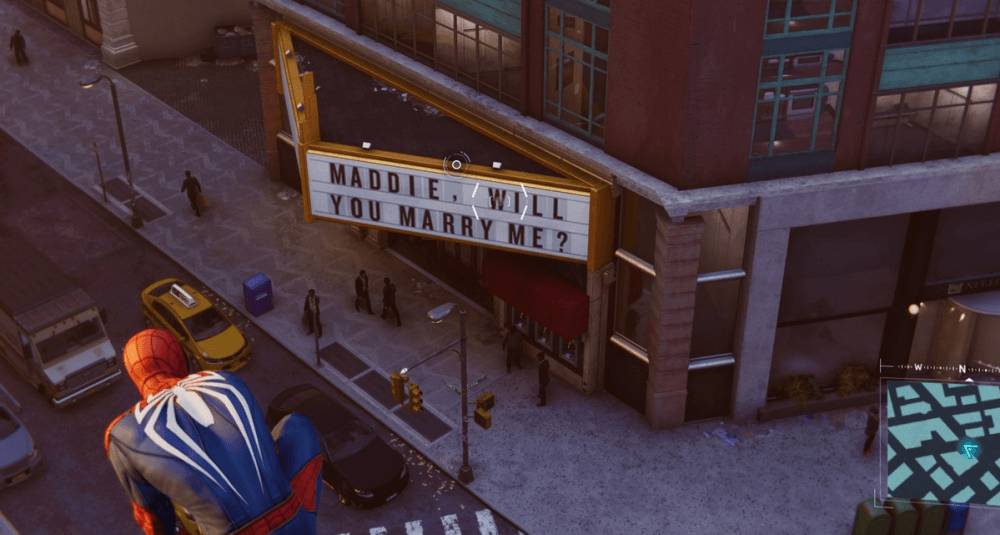 MADDIE, WILL
YOU MARRY ME?
W
N